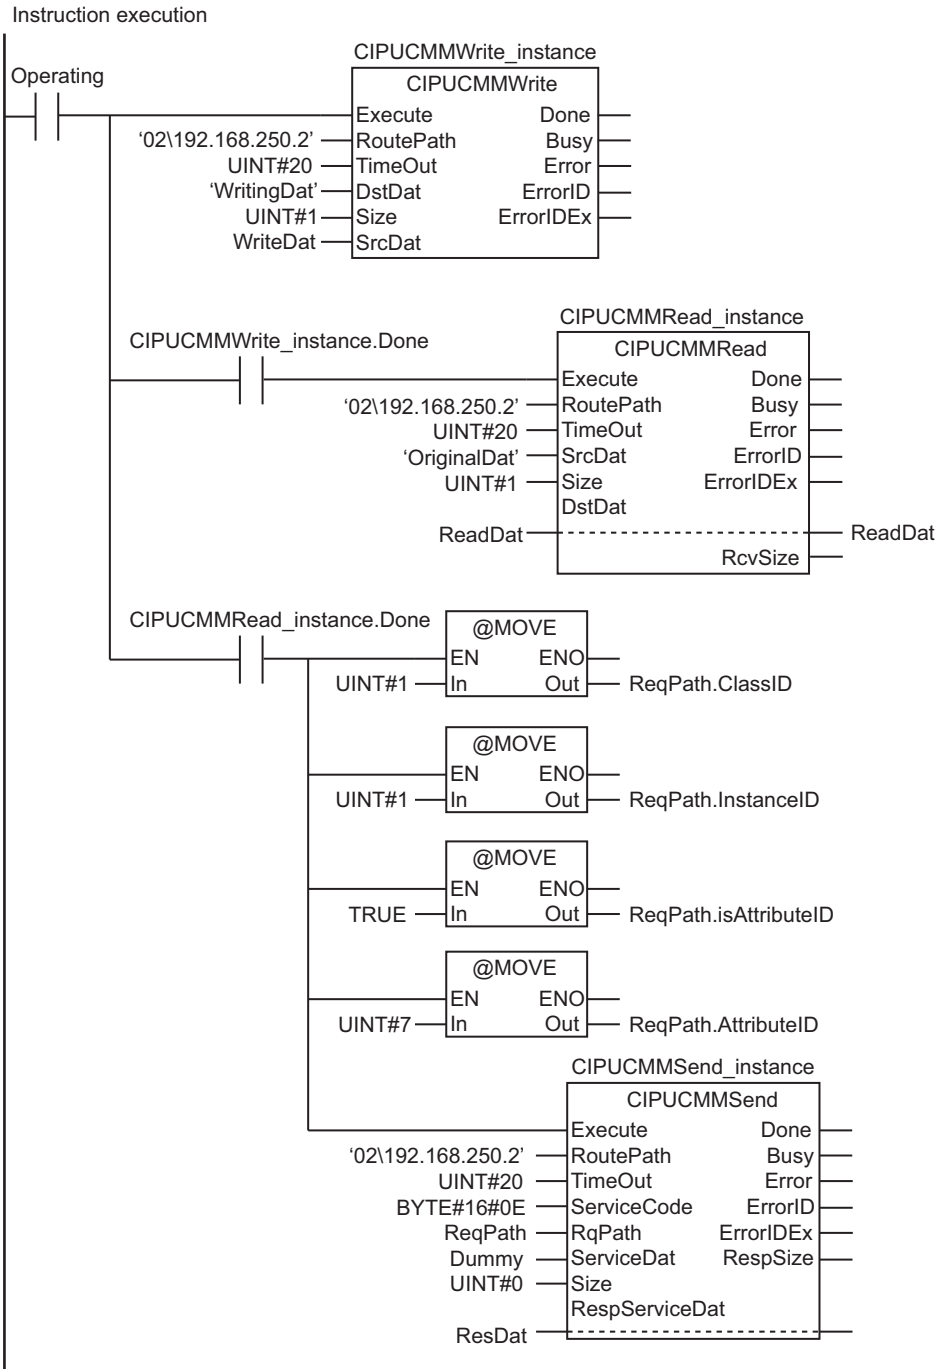 Instruction execution
CIPUCMMWrite_instance
Operating
CIPUCMMWrite
Execute Done
‘02\192.168.250.2’ RoutePath Busy
UINT#20 TimeOut Error
‘WritingDat’ DstDat ErrorID
UINT#1 Size ErrorIDEx
WriteDat SrcDat
CIPUCMMRead_instance
CIPUCMMWrite_instance.Done
CIPUCMMRead
Execute Done
‘02\192.168.250.2’ RoutePath Busy
UINT#20 TimeOut Error
‘OriginalDat’ SrcDat ErrorID
UINT#1 Size ErrorIDEx
DstDat
ReadDat ReadDat
RcvSize
CIPUCMMRead_instance.Done
@MOVE
EN ENO
UINT#1 In Out ReqPath.ClassID
@MOVE
EN ENO
UINT#1 In Out ReqPath.InstanceID
@MOVE
EN ENO
TRUE In Out ReqPath.isAttributeID
@MOVE
EN ENO
UINT#7 In Out ReqPath.AttributeID
CIPUCMMSend_instance
CIPUCMMSend
Execute Done
‘02\192.168.250.2’ RoutePath Busy
UINT#20 TimeOut Error
BYTE#16#0E ServiceCode ErrorID
ReqPath RqPath ErrorIDEx
Dummy ServiceDat RespSize
UINT#0 Size
RespServiceDat
ResDat